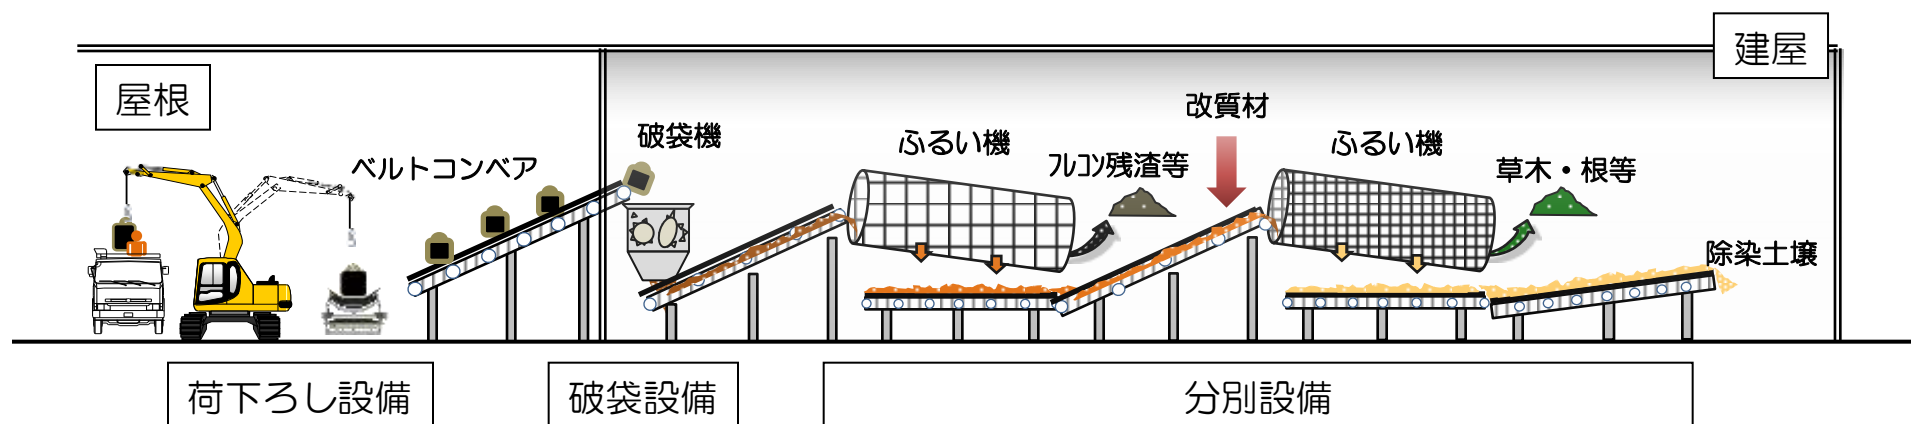 建屋
屋根
ベルトコンベア
破袋機
ふるい機
ﾌﾚｺﾝ残渣等
改質材
ふるい機
草木・根等
除染土壌
荷下ろし設備
破袋設備
分別設備